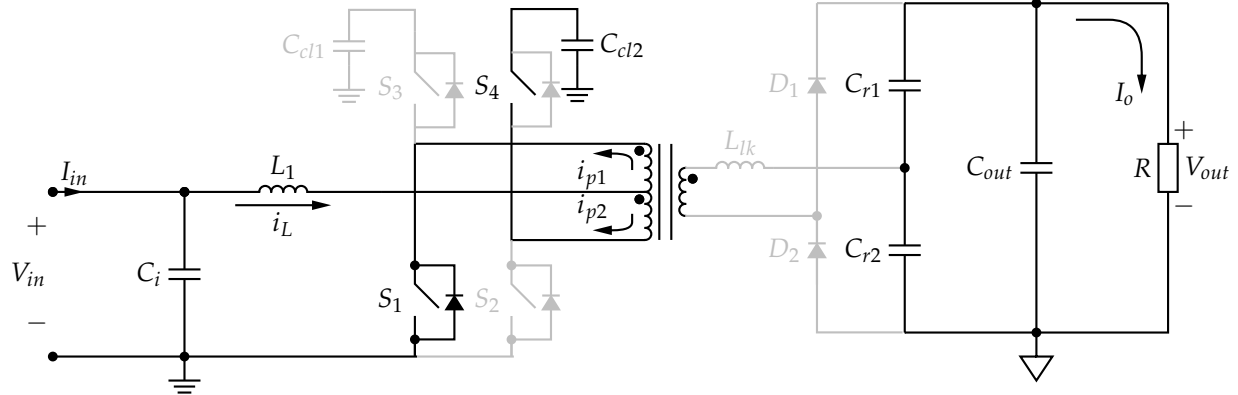 C_{cl1}
C_{cl2}
S_3
S_4
D_1
C_{r1}
I_o
L_{lk}
I_{in}
L_1
i_{p1}
i_{p2}
C_{out}
R
+
V_{out}
−
i_L
+
V_{in}
−
C_i
S_1
S_2
D_2
C_{r2}